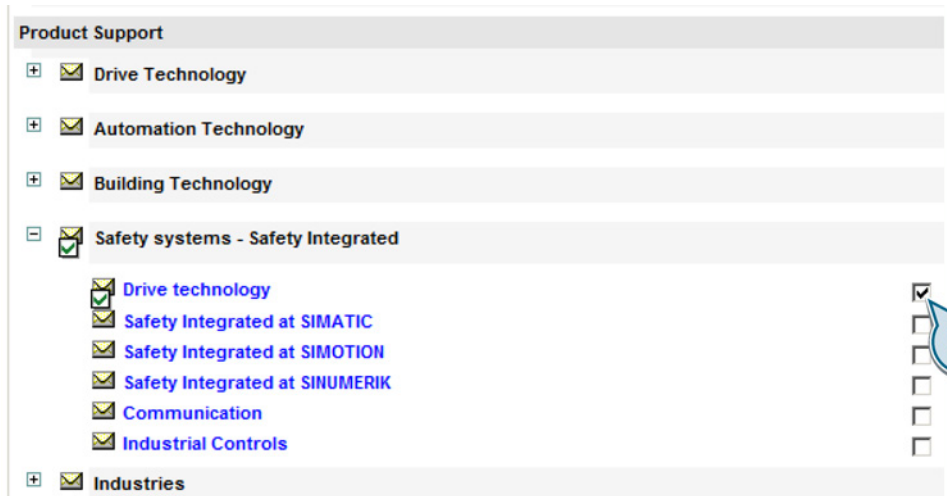 Product Support
Drive Technology
Automation Technology
Building Technology
Safety systems - Safety Integrated
Drive technology
Safety Integrated at SIMATIC
Safety Integrated at SIMOTION
Safety Integrated at SINUMERIK
Communication
Industrial Controls
Industries